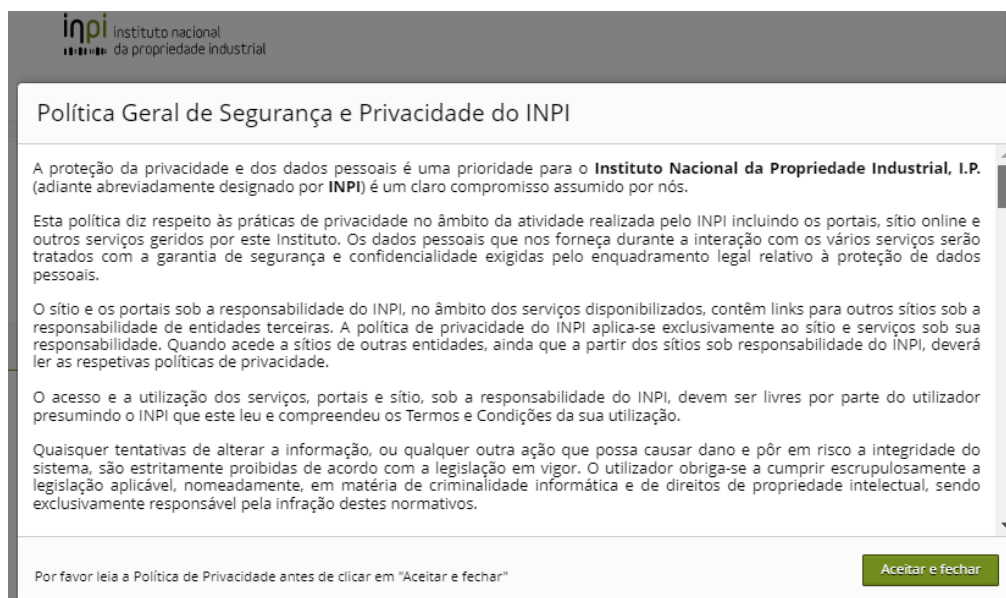 inpi instituto nacional
da propriedade industrial
Política Geral de Segurança e Privacidade do INPI
A proteção da privacidade e dos dados pessoais é uma prioridade para o Instituto Nacional da Propriedade Industrial, I.P.
(adiante abreviadamente designado por INPI) é um claro compromisso assumido por nós.
Esta política diz respeito às práticas de privacidade no âmbito da atividade realizada pelo INPI incluindo os portais, sítio online e
outros serviços geridos por este Instituto. Os dados pessoais que nos forneça durante a interação com os vários serviços serão
tratados com a garantia de segurança e confidencialidade exigidas pelo enquadramento legal relativo à proteção de dados
pessoais.
O sítio e os portais sob a responsabilidade do INPI, no âmbito dos serviços disponibilizados, contêm links para outros sítios sob a
responsabilidade de entidades terceiras. A política de privacidade do INPI aplica-se exclusivamente ao sítio e serviços sob sua
responsabilidade. Quando acede a sítios de outras entidades, ainda que a partir dos sítios sob responsabilidade do INPI, deverá
ler as respetivas políticas de privacidade.
O acesso e a utilização dos serviços, portais e sítio, sob a responsabilidade do INPI, devem ser livres por parte do utilizador
presumindo o INPI que este leu e compreendeu os Termos e Condições da sua utilização.
Quaisquer tentativas de alterar a informação, ou qualquer outra ação que possa causar dano e pôr em risco a integridade do
sistema, são estritamente proibidas de acordo com a legislação em vigor. O utilizador obriga-se a cumprir escrupulosamente a
legislação aplicável, nomeadamente, em matéria de criminalidade informática e de direitos de propriedade intelectual, sendo
exclusivamente responsável pela infração destes normativos.
Por favor leia a Política de Privacidade antes de clicar em "Aceitar e fechar"
Aceitar e fechar